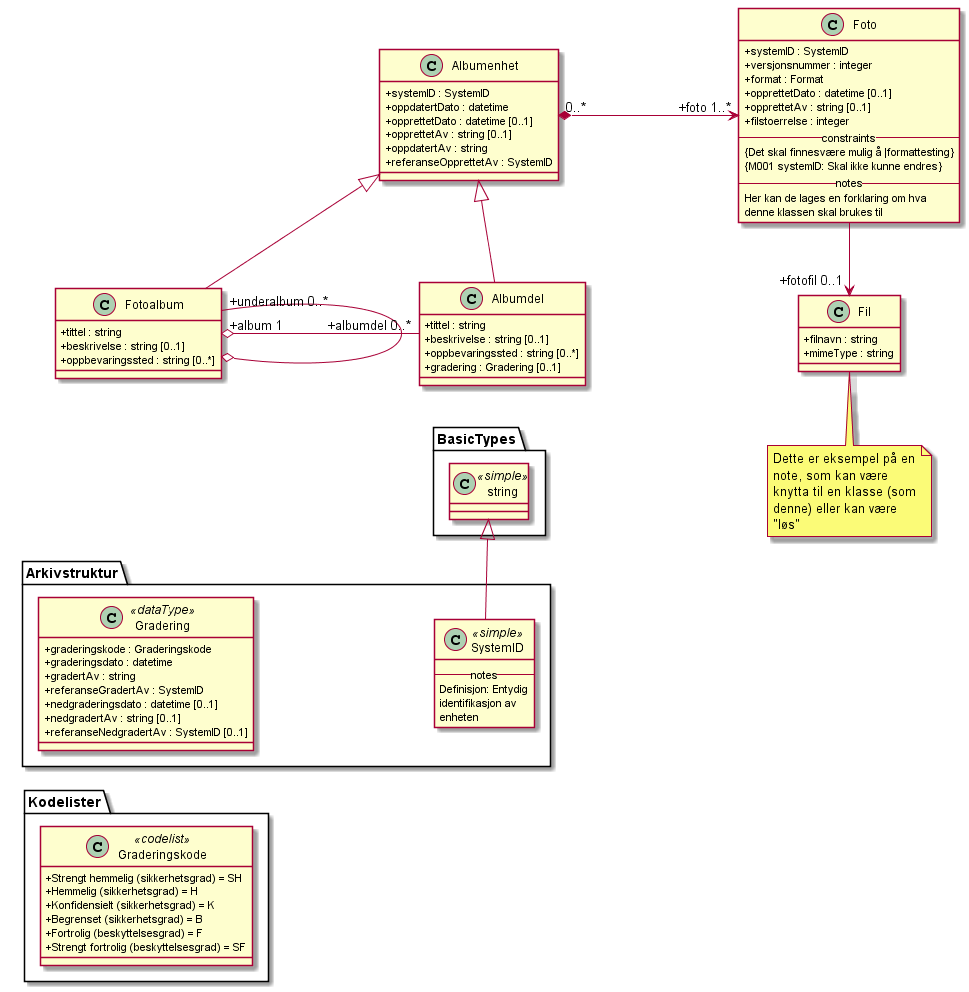 C Albumenhet
+systemID : SystemID
+oppdatertDato : datetime
+opprettetDato : datetime [0..1]
+opprettetAv : string [0..1]
+oppdatertAv : string
+referanseOpprettetAv : SystemID
0..*
+foto 1..*
C Foto
+systemID : SystemID
+versjonsnummer : integer
+format : Format
+opprettetDato : datetime [0..1]
+opprettetAv : string [0..1]
+filstoerrelse : integer
constraints
{Det skal finnesvære mulig å |formattesting}
{M001 systemID: Skal ikke kunne endres}
notes
Her kan de lages en forklaring om hva
denne klassen skal brukes til
+fotofil 0..1
C Fotoalbum
+tittel : string
+beskrivelse : string [0..1]
+oppbevaringssted : string [0..*]
+underalbum 0..*
+album 1
+albumdel 0..*
C Albumdel
+tittel : string
+beskrivelse : string [0..1]
+oppbevaringssted : string [0..*]
+gradering : Gradering [0..1]
C Fil
+filnavn : string
+mimeType : string
Dette er eksempel på en
note, som kan være
knytta til en klasse (som
denne) eller kan være
"løs"
BasicTypes
C «simple»
string
Arkivstruktur
C «dataType»
Gradering
+graderingskode : Graderingskode
+graderingsdato : datetime
+gradertAv : string
+referanseGradertAv : SystemID
+nedgraderingsdato : datetime [0..1]
+nedgradertAv : string [0..1]
+referanseNedgradertAv : SystemID [0..1]
C «simple»
SystemID
notes
Definisjon: Entydig
identifikasjon av
enheten
Kodelister
C «codelist»
Graderingskode
+Strengt hemmelig (sikkerhetsgrad) = SH
+Hemmelig (sikkerhetsgrad) = H
+Konfidensielt (sikkerhetsgrad) = K
+Begrenset (sikkerhetsgrad) = B
+Fortrolig (beskyttelsesgrad) = F
+Strengt fortrolig (beskyttelsesgrad) = SF